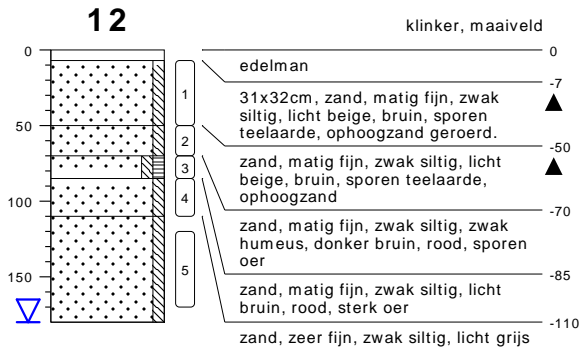 12
klinker, maaiveld
0
0
edelman
-7
31x32cm, zand, matig fijn, zwak
siltig, licht beige, bruin, sporen
teelaarde, ophoogzand geroerd.
1
50
-50
2
zand, matig fijn, zwak siltig, licht
beige, bruin, sporen teelaarde,
ophoogzand
3
-70
100
4
zand, matig fijn, zwak siltig, zwak
humeus, donker bruin, rood, sporen
oer
-85
150
5
zand, matig fijn, zwak siltig, licht
bruin, rood, sterk oer
-110
zand, zeer fijn, zwak siltig, licht grijs